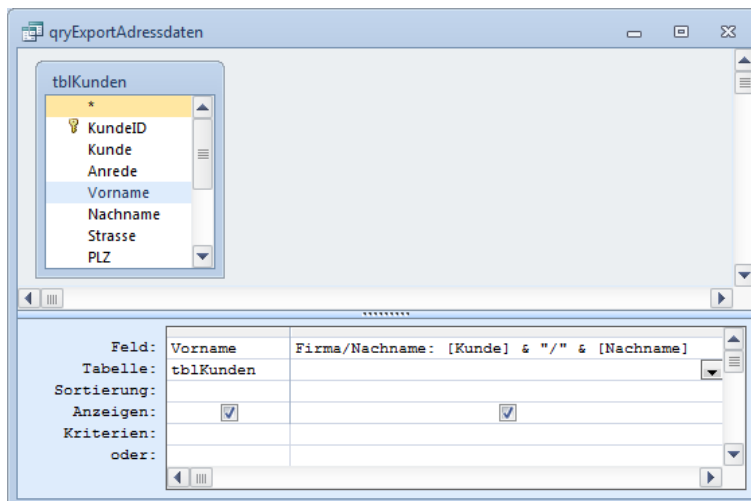 qryExportAdressdaten
tblKunden
*
KundeID
Kunde
Anrede
Vorname
Nachname
Strasse
PLZ
Feld: Vorname Firma/Nachname: [Kunde] & "/" & [Nachname]
Tabelle: tblKunden
Sortierung:
Anzeigen:
Kriterien:
oder: